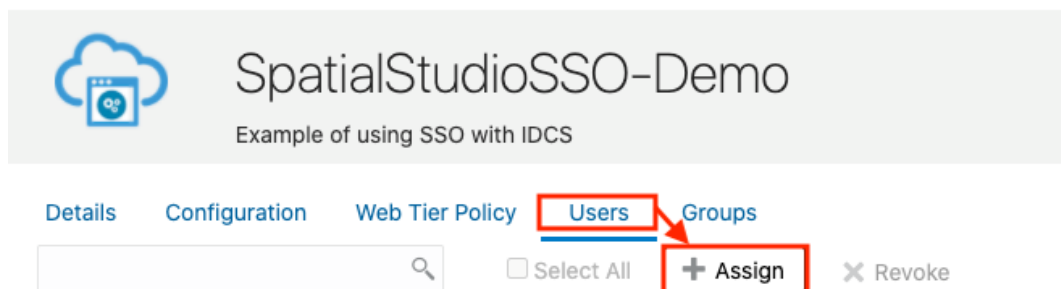 SpatialStudioSSO-Demo
Example of using SSO with IDCS
Details Configuration Web Tier Policy Users Groups
Select All + Assign Revoke